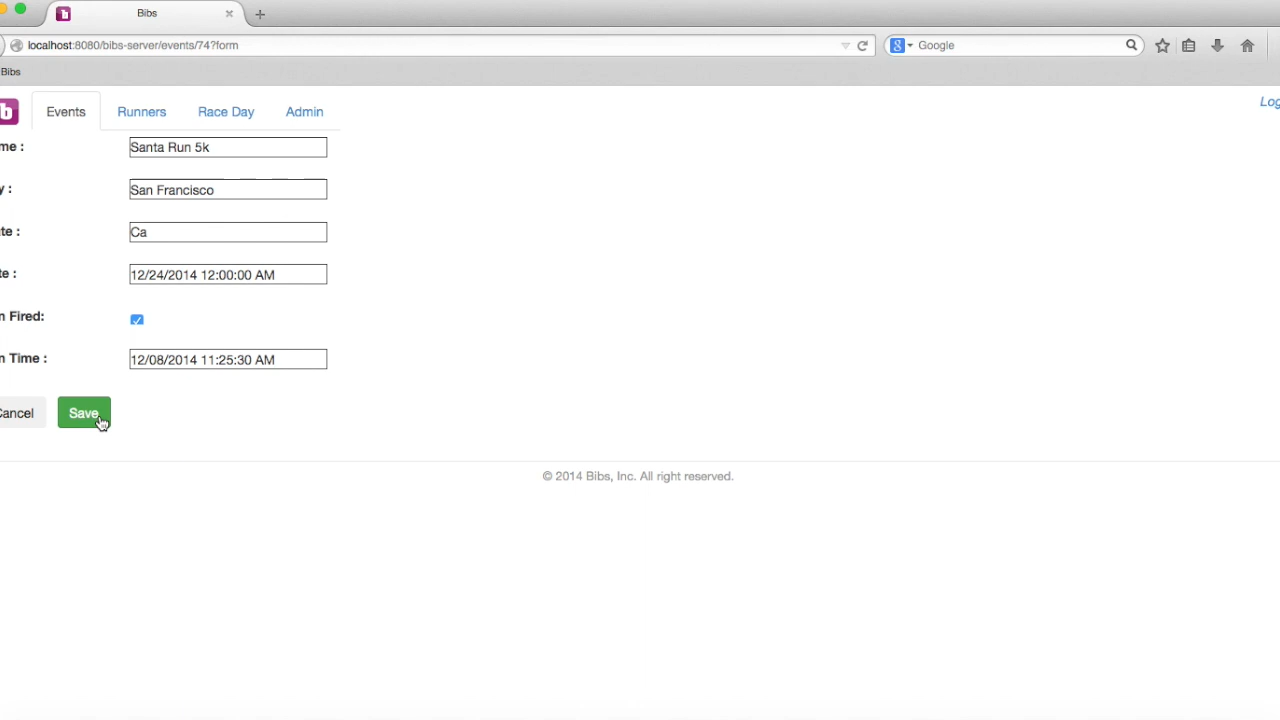 Bibs
localhost:8080/bibs-server/events/74?form
Google
Bibs
b Events Runners Race Day Admin Log
me : Santa Run 5k
y : San Francisco
te : Ca
te : 12/24/2014 12:00:00 AM
n Fired:
n Time : 12/08/2014 11:25:30 AM
Cancel Save
© 2014 Bibs, Inc. All right reserved.